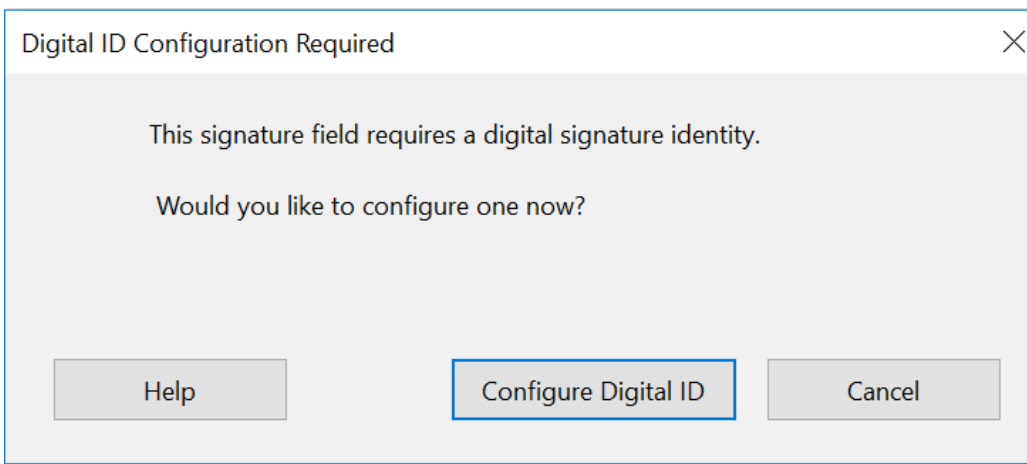 Digital ID Configuration Required
This signature field requires a digital signature identity.
Would you like to configure one now?
Help
Configure Digital ID
Cancel